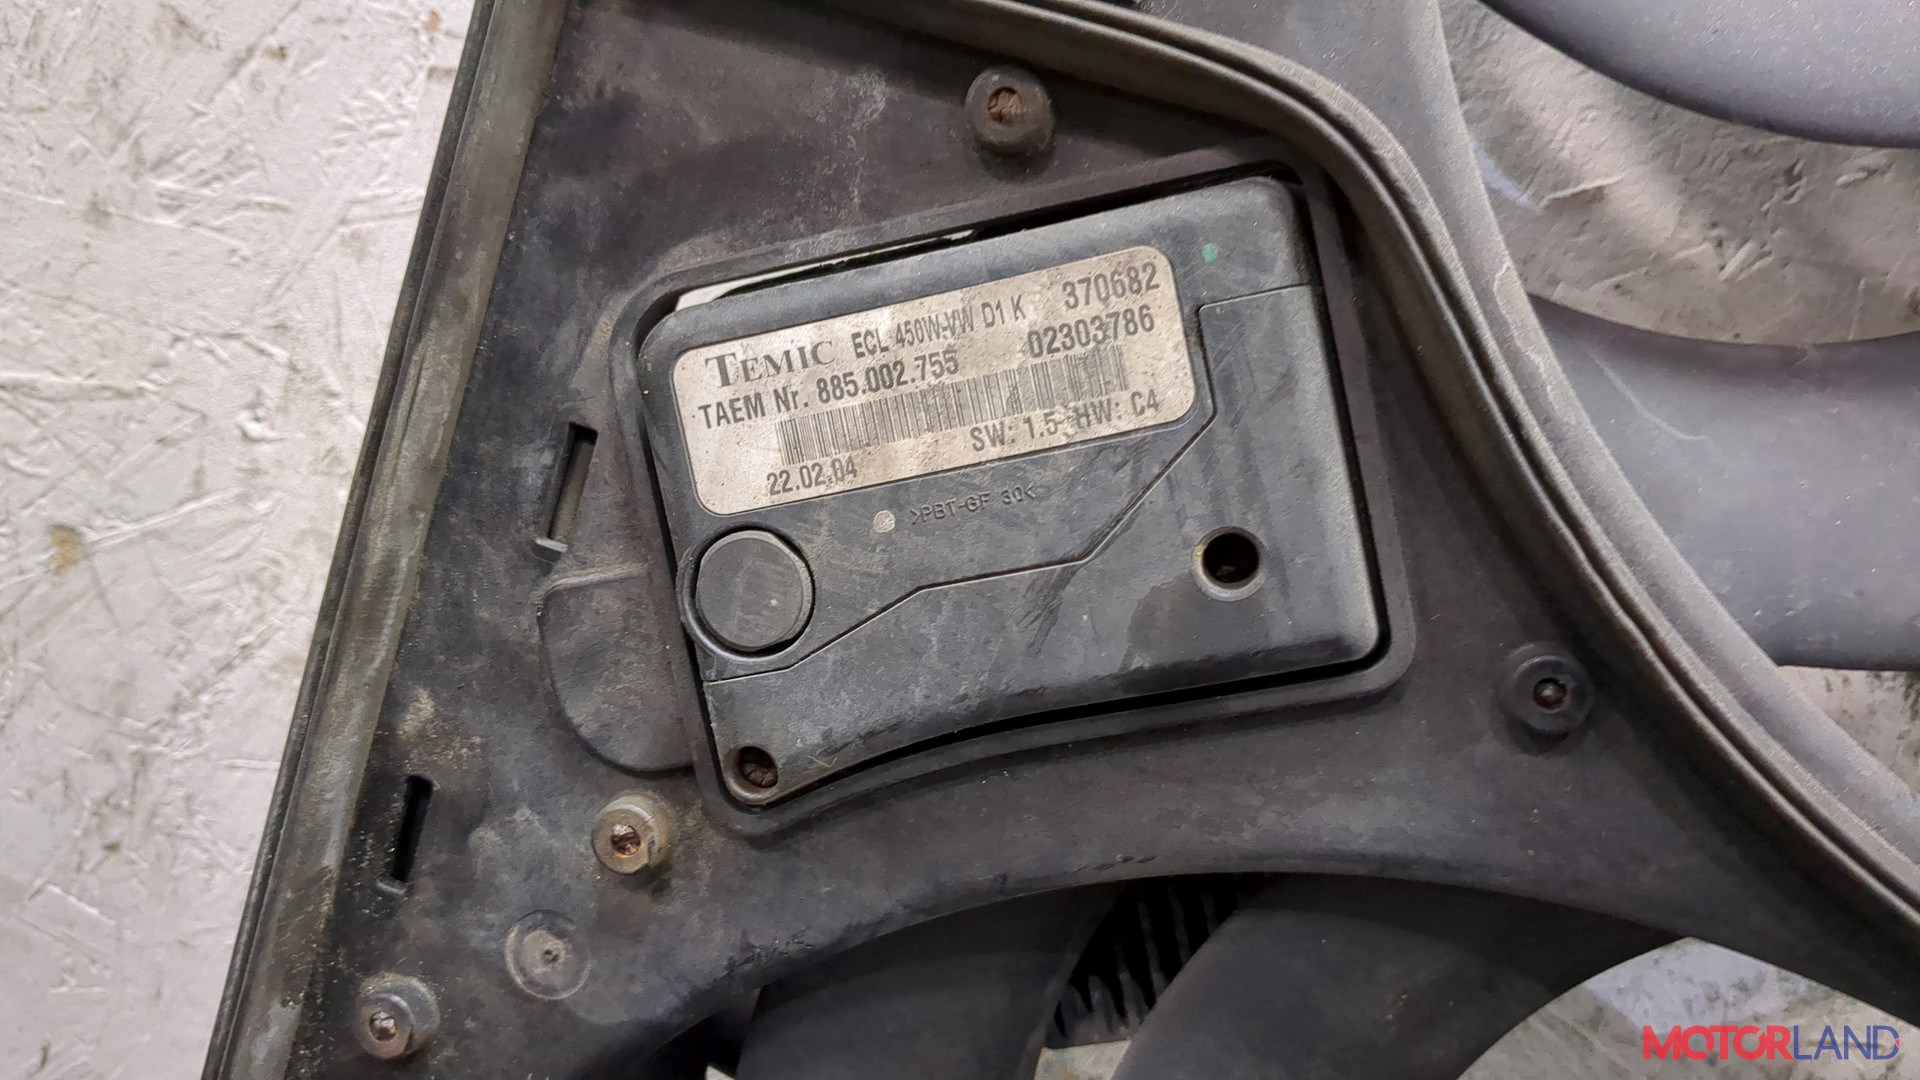 TEMIC ECL 450W-VW D1 K 370682
TAEM Nr. 885.002.755 02303786
22.02.04 SW: 1.5 HW: C4
>PBT-GF 30<
MOTORLAND